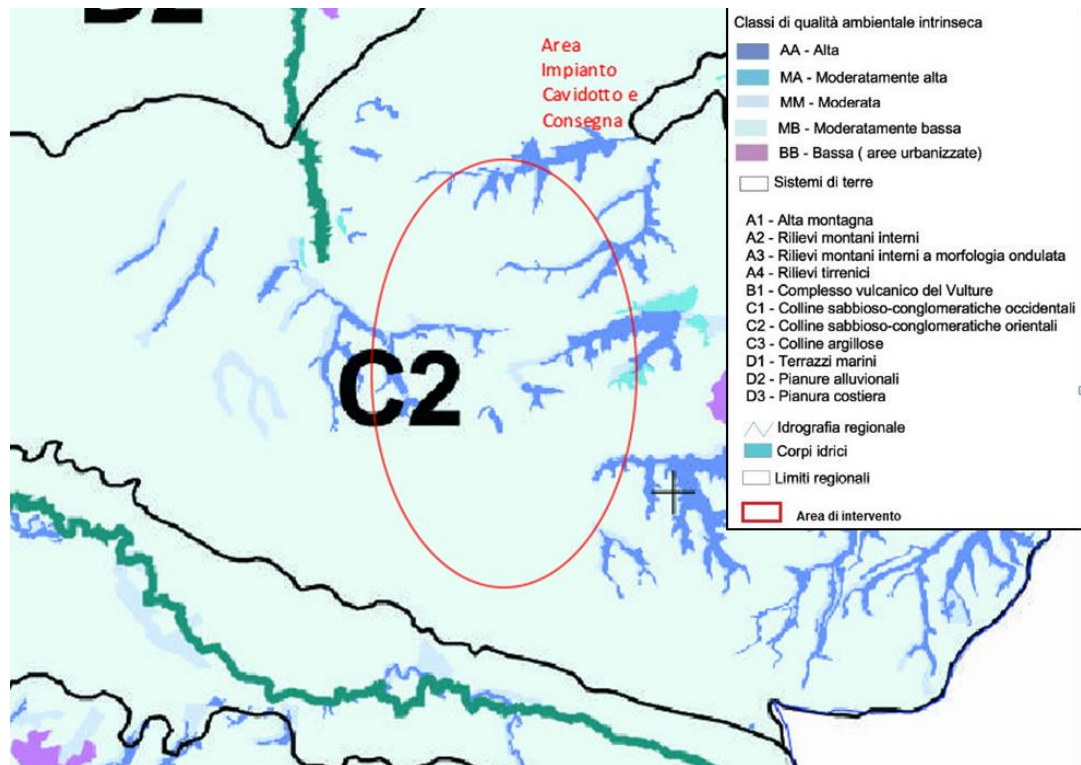 D2
Area
Impianto
Cavidotto e
Consegna
C2
Classi di qualità ambientale intrinseca
AA - Alta
MA - Moderatamente alta
MM - Moderata
MB - Moderatamente bassa
BB - Bassa ( aree urbanizzate)
Sistemi di terre
A1 - Alta montagna
A2 - Rilievi montani interni
A3 - Rilievi montani interni a morfologia ondulata
A4 - Rilievi tirrenici
B1 - Complesso vulcanico del Vulture
C1 - Colline sabbioso-conglomeratiche occidentali
C2 - Colline sabbioso-conglomeratiche orientali
C3 - Colline argillose
D1 - Terrazzi marini
D2 - Pianure alluvionali
D3 - Pianura costiera
Idrografia regionale
Corpi idrici
Limiti regionali
Area di intervento